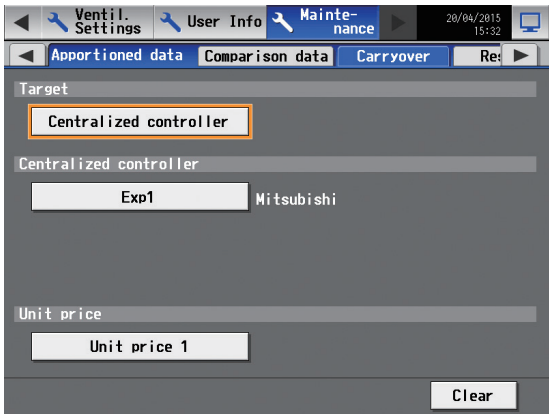 Ventil. Settings
User Info
Mainte-nance
20/04/2015
15:32
Apportioned data
Comparison data
Carryover
Re
Target
Centralized controller
Centralized controller
Exp1
Mitsubishi
Unit price
Unit price 1
Clear